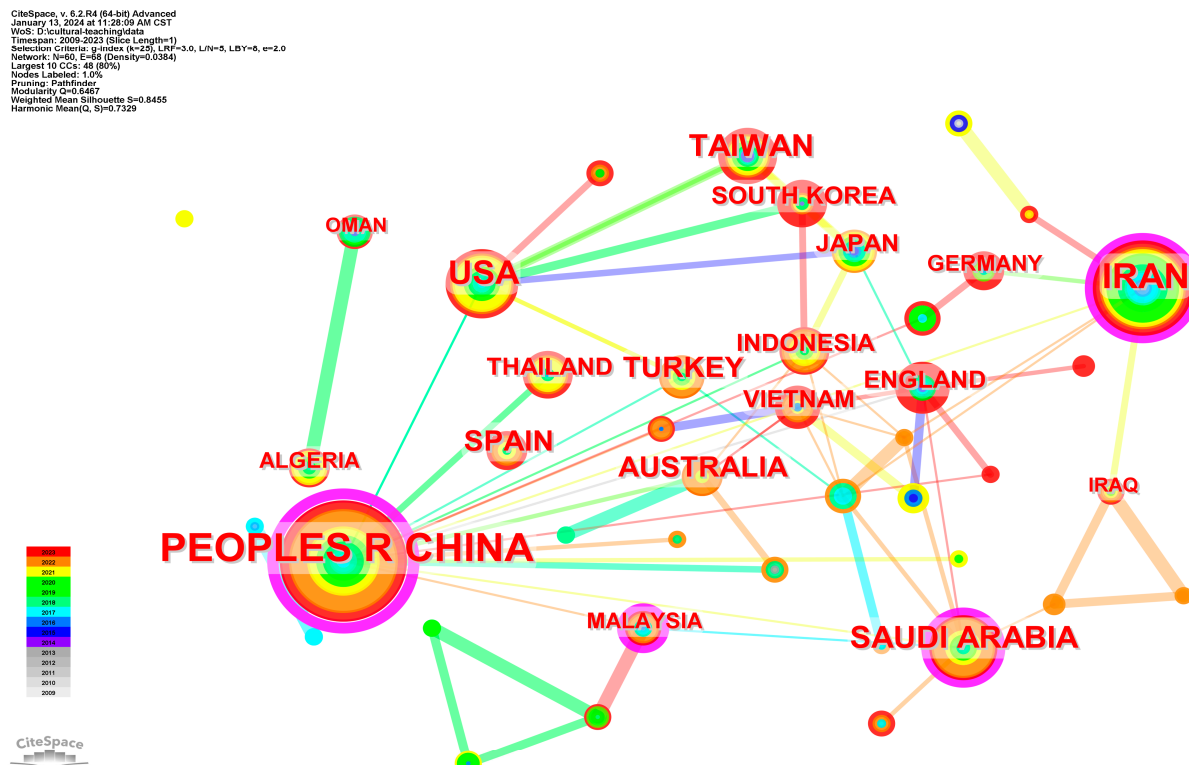 CiteSpace, v. 6.2.R4 (64-bit) Advanced
January 13, 2024 at 11:28:09 AM CST
WoS: D:\cultural-teaching\data
Timespan: 2009-2023 (Slice Length=1)
Selection Criteria: g-index (k=25), LRF=3.0, L/N=5, LBY=8, e=2.0
Network: N=60, E=68 (Density=0.0384)
Largest 10 CCs: 48 (80%)
Nodes Labeled: 1.0%
Pruning: Pathfinder
Modularity Q=0.6467
Weighted Mean Silhouette S=0.8455
Harmonic Mean(Q, S)=0.7329
TAIWAN
SOUTH KOREA
OMAN
JAPAN
USA
GERMANY
IRAN
INDONESIA
THAILAND
TURKEY
ENGLAND
VIETNAM
SPAIN
ALGERIA
AUSTRALIA
IRAQ
PEOPLES R CHINA
MALAYSIA
SAUDI ARABIA
2023
2022
2021
2020
2019
2018
2017
2016
2015
2014
2013
2012
2011
2010
2009
CiteSpace